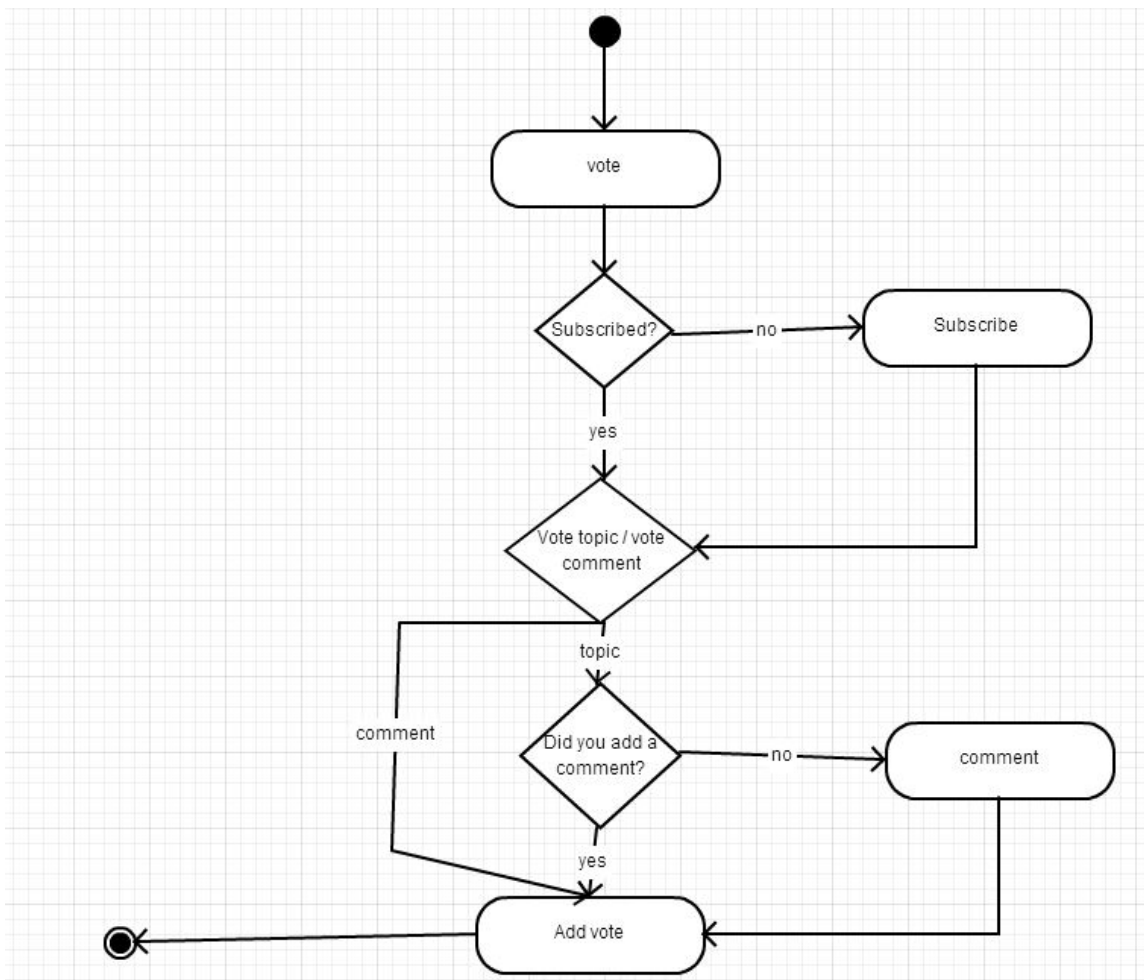 vote
Subscribed?
no
Subscribe
yes
Vote topic / vote
comment
topic
comment
Did you add a
comment?
no
comment
yes
Add vote